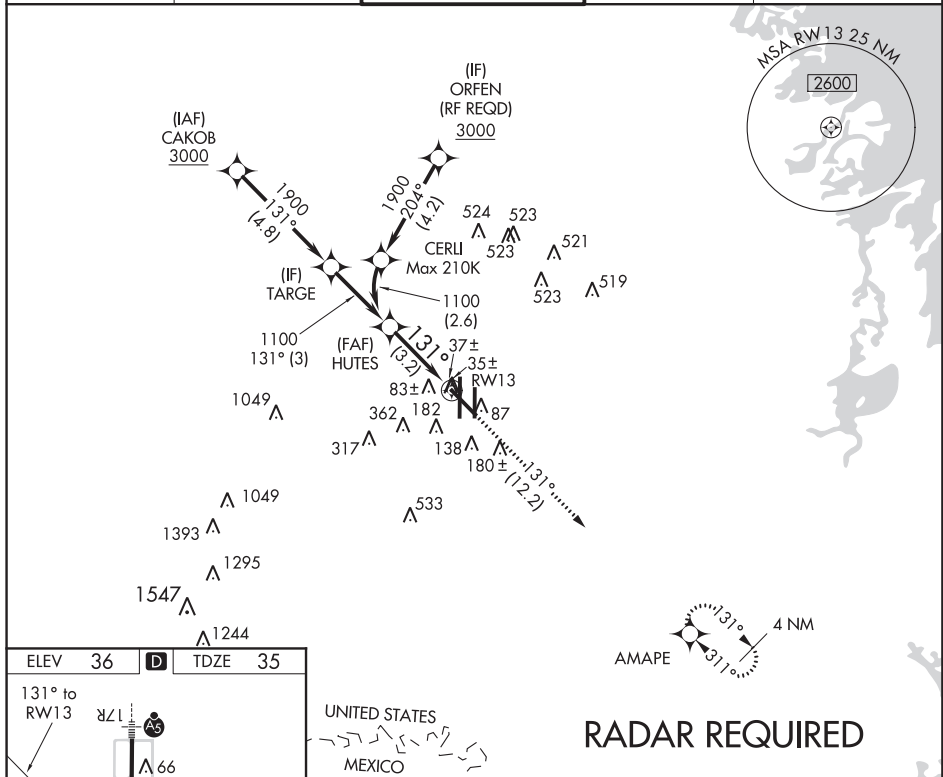 MSA RW13 25 NM
2600
(IF)
ORFEN
(RF REQD)
3000
(IAF)
CAKOB
3000
1900
131°
(4.8)
1900
204°
(4.2)
524
523
523
521
523
519
CERLI
Max 210K
(IF)
TARGE
1100
(2.6)
1100
131° (3)
(FAF)
HUTES
131°
(3.2)
37±
35±
RW13
83±
87
1049
362
182
317
138
180±
131°
(12.2)
1049
533
1393
1295
1547
1244
131°
4 NM
AMAPE
311°
ELEV 36 D TDZE 35
131° to
RW13
17R
A5
66
UNITED STATES
MEXICO
RADAR REQUIRED